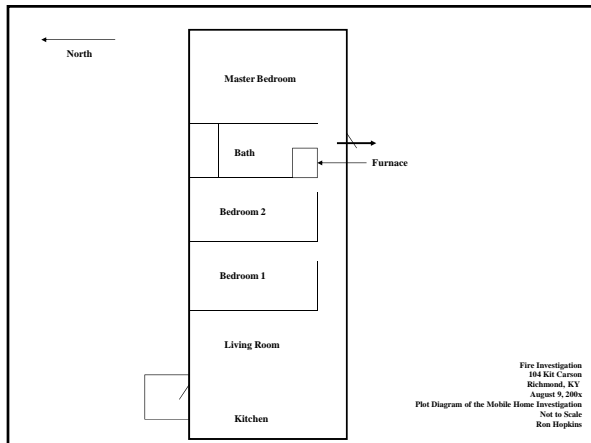 North
Master Bedroom
Bath
Furnace
Bedroom 2
Bedroom 1
Living Room
Kitchen
Fire Investigation
104 Kit Carson
Richmond, KY
August 9, 200x
Plot Diagram of the Mobile Home Investigation
Not to Scale
Ron Hopkins